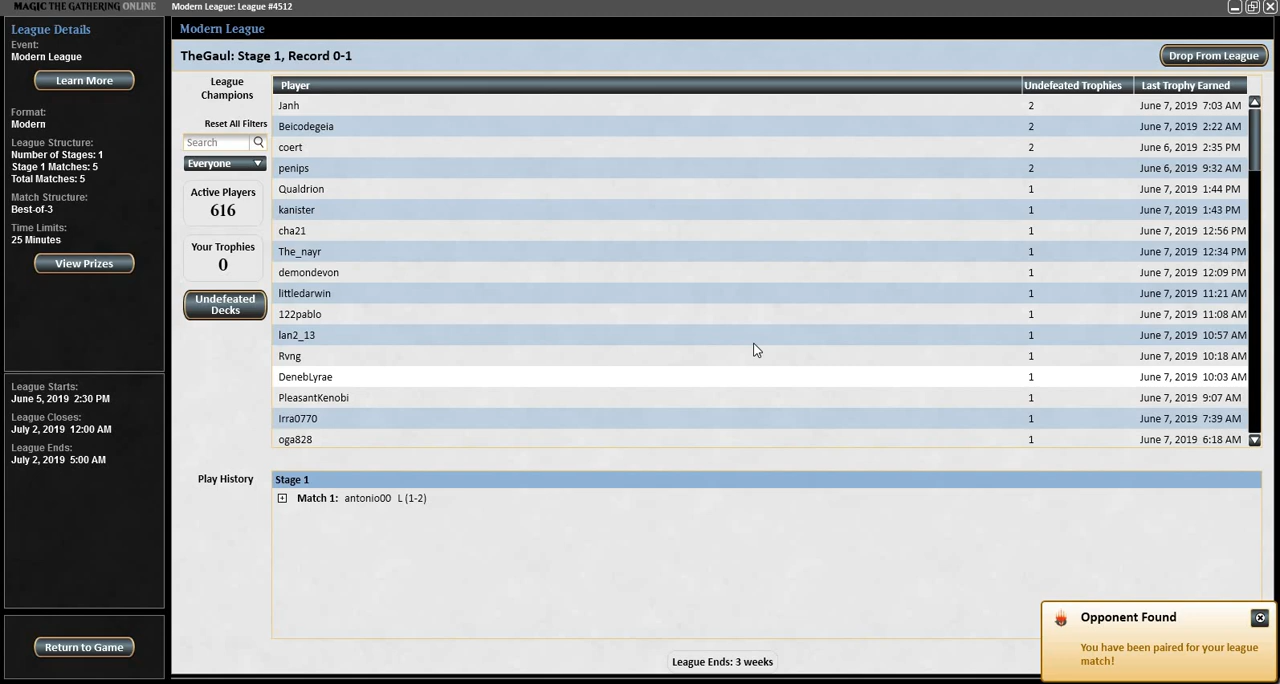 MAGIC THE GATHERING ONLINE
Modern League: League #4512
League Details
Event:
Modern League
Learn More
Format:
Modern
League Structure:
Number of Stages: 1
Stage 1 Matches: 5
Total Matches: 5
Match Structure:
Best-of-3
Time Limits:
25 Minutes
View Prizes
League Starts:
June 5, 2019 2:30 PM
League Closes:
July 2, 2019 12:00 AM
League Ends:
July 2, 2019 5:00 AM
Return to Game
Modern League
TheGaul: Stage 1, Record 0-1
Drop From League
League
Champions
Reset All Filters
Search
Everyone
Active Players
616
Your Trophies
0
Undefeated
Decks
Player Undefeated Trophies Last Trophy Earned
Janh 2 June 7, 2019 7:03 AM
Beicodegeia 2 June 7, 2019 2:22 AM
coert 2 June 6, 2019 2:35 PM
penips 2 June 6, 2019 9:32 AM
Qualdrion 1 June 7, 2019 1:44 PM
kanister 1 June 7, 2019 1:43 PM
cha21 1 June 7, 2019 12:56 PM
The_nayr 1 June 7, 2019 12:34 PM
demondevon 1 June 7, 2019 12:09 PM
littledarwin 1 June 7, 2019 11:21 AM
122pablo 1 June 7, 2019 11:08 AM
lan2_13 1 June 7, 2019 10:57 AM
Rvng 1 June 7, 2019 10:18 AM
DenebLyrae 1 June 7, 2019 10:03 AM
PleasantKenobi 1 June 7, 2019 9:07 AM
Irra0770 1 June 7, 2019 7:39 AM
oga828 1 June 7, 2019 6:18 AM
Play History
Stage 1
Match 1: antonio00 L (1-2)
League Ends: 3 weeks
Opponent Found
You have been paired for your league
match!